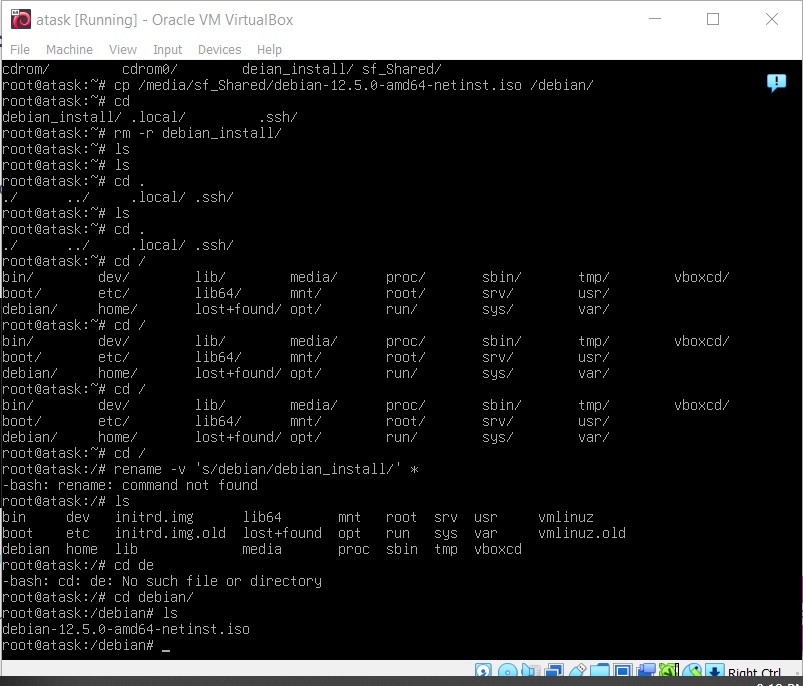 atask [Running] - Oracle VM VirtualBox
File Machine View Input Devices Help
cdrom/ cdrom0/ deian_install/ sf_Shared/
root@atask:~# cp /media/sf_Shared/debian-12.5.0-amd64-netinst.iso /debian/
root@atask:~# cd
debian_install/ .local/ .ssh/
root@atask:~# rm -r debian_install/
root@atask:~# ls
root@atask:~# ls
root@atask:~# cd .
./ ../ .local/ .ssh/
root@atask:~# ls
root@atask:~# cd .
./ ../ .local/ .ssh/
root@atask:~# cd /
bin/ dev/ lib/ media/ proc/ sbin/ tmp/ vboxcd/
boot/ etc/ lib64/ mnt/ root/ srv/ usr/
debian/ home/ lost+found/ opt/ run/ sys/ var/
root@atask:~# cd /
bin/ dev/ lib/ media/ proc/ sbin/ tmp/ vboxcd/
boot/ etc/ lib64/ mnt/ root/ srv/ usr/
debian/ home/ lost+found/ opt/ run/ sys/ var/
root@atask:~# cd /
bin/ dev/ lib/ media/ proc/ sbin/ tmp/ vboxcd/
boot/ etc/ lib64/ mnt/ root/ srv/ usr/
debian/ home/ lost+found/ opt/ run/ sys/ var/
root@atask:~# cd /
root@atask:/# rename -v 's/debian/debian_install/' *
-bash: rename: command not found
root@atask:/# ls
bin dev initrd.img lib64 mnt root srv usr vmlinuz
boot etc initrd.img.old lost+found opt run sys var vmlinuz.old
debian home lib media proc sbin tmp vboxcd
root@atask:/# cd de
-bash: cd: de: No such file or directory
root@atask:/# cd debian/
root@atask:/debian# ls
debian-12.5.0-amd64-netinst.iso
root@atask:/debian# _
Right Ctrl